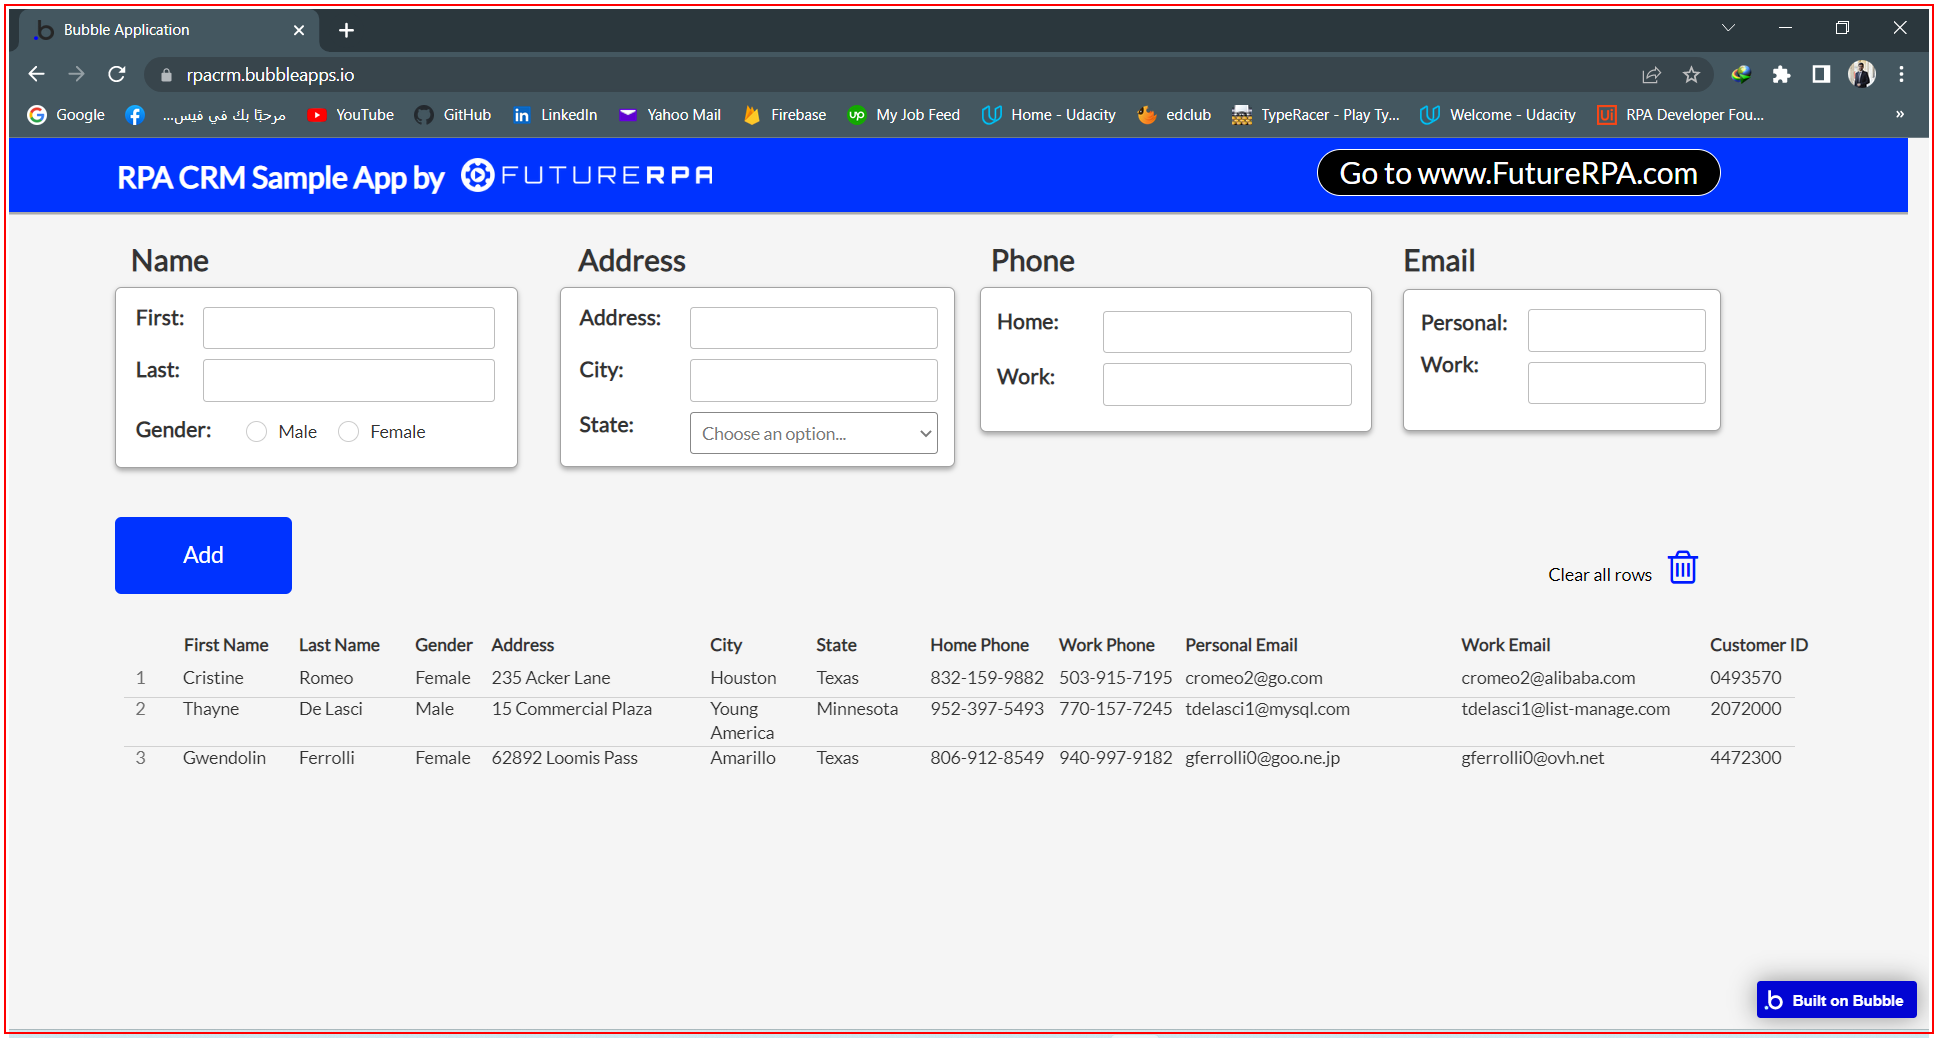 Bubble Application
rpacrm.bubbleapps.io
Google مرحبًا بك في فيس... YouTube GitHub LinkedIn Yahoo Mail Firebase My Job Feed Home - Udacity edclub TypeRacer - Play Ty... Welcome - Udacity RPA Developer Fou... »
RPA CRM Sample App by FUTURERPA Go to www.FutureRPA.com
Name Address Phone Email
First: Address: Home: Personal:
Last: City: Work: Work:
Gender: Male Female State: Choose an option...
Add
Clear all rows
First Name Last Name Gender Address City State Home Phone Work Phone Personal Email Work Email Customer ID
1 Cristine Romeo Female 235 Acker Lane Houston Texas 832-159-9882 503-915-7195 cromeo2@go.com cromeo2@alibaba.com 0493570
2 Thayne De Lasci Male 15 Commercial Plaza Young Minnesota 952-397-5493 770-157-7245 tdelasci1@mysql.com tdelasci1@list-manage.com 2072000
America
3 Gwendolin Ferrolli Female 62892 Loomis Pass Amarillo Texas 806-912-8549 940-997-9182 gferrolli0@goo.ne.jp gferrolli0@ovh.net 4472300
Built on Bubble